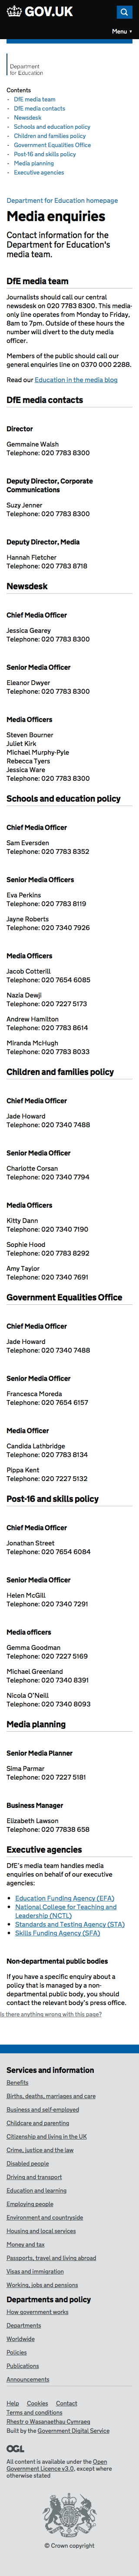 GOV.UK
Menu ▼
Department
for Education
Contents
- DfE media team
- DfE media contacts
- Newsdesk
- Schools and education policy
- Children and families policy
- Government Equalities Office
- Post-16 and skills policy
- Media planning
- Executive agencies
Department for Education homepage
Media enquiries
Contact information for the
Department for Education's
media team.
DfE media team
Journalists should call our central
newsdesk on 020 7783 8300. This media-
only line operates from Monday to Friday,
8am to 7pm. Outside of these hours the
number will divert to the duty media
officer.
Members of the public should call our
general enquiries line on 0370 000 2288.
Read our Education in the media blog
DfE media contacts
Director
Gemmaine Walsh
Telephone: 020 7783 8300
Deputy Director, Corporate
Communications
Suzy Jenner
Telephone: 020 7783 8300
Deputy Director, Media
Hannah Fletcher
Telephone: 020 7783 8718
Newsdesk
Chief Media Officer
Jessica Gearey
Telephone: 020 7783 8300
Senior Media Officer
Eleanor Dwyer
Telephone: 020 7783 8300
Media Officers
Steven Bourner
Juliet Kirk
Michael Murphy-Pyle
Rebecca Tyers
Jessica Ware
Telephone: 020 7783 8300
Schools and education policy
Chief Media Officer
Sam Eversden
Telephone: 020 7783 8352
Senior Media Officers
Eva Perkins
Telephone: 020 7783 8119
Jayne Roberts
Telephone: 020 7340 7926
Media Officers
Jacob Cotterill
Telephone: 020 7654 6085
Nazia Dewji
Telephone: 020 7227 5173
Andrew Hamilton
Telephone: 020 7783 8614
Miranda McHugh
Telephone: 020 7783 8033
Children and families policy
Chief Media Officer
Jade Howard
Telephone: 020 7340 7488
Senior Media Officer
Charlotte Corsan
Telephone: 020 7340 7794
Media Officers
Kitty Dann
Telephone: 020 7340 7190
Sophie Hood
Telephone: 020 7783 8292
Amy Taylor
Telephone: 020 7340 7691
Government Equalities Office
Chief Media Officer
Jade Howard
Telephone: 020 7340 7488
Senior Media Officer
Francesca Moreda
Telephone: 020 7654 6157
Media Officer
Candida Lathbridge
Telephone: 020 7783 8134
Pippa Kent
Telephone: 020 7227 5132
Post-16 and skills policy
Chief Media Officer
Jonathan Street
Telephone: 020 7654 6084
Senior Media Officer
Helen McGill
Telephone: 020 7340 7291
Media officers
Gemma Goodman
Telephone: 020 7227 5169
Michael Greenland
Telephone: 020 7340 8391
Nicola O'Neill
Telephone: 020 7340 8093
Media planning
Senior Media Planner
Sima Parmar
Telephone: 020 7227 5181
Business Manager
Elizabeth Lawson
Telephone: 020 77838 658
Executive agencies
DfE's media team handles media
enquiries on behalf of our executive
agencies:
Education Funding Agency (EFA)
National College for Teaching and
Leadership (NCTL)
Standards and Testing Agency (STA)
Skills Funding Agency (SFA)
Non-departmental public bodies
If you have a specific enquiry about a
policy that is managed by a non-
departmental public body, do not
contact us. You will need to contact
the relevant public body's press office.
Is there anything wrong with this page?
Services and information
Benefits
Births, deaths, marriages and care
Business and self-employed
Childcare and parenting
Citizenship and living in the UK
Crime, justice and the law
Disabled people
Driving and transport
Education and learning
Employing people
Environment and countryside
Housing and local services
Money and tax
Passports, travel and living abroad
Visas and immigration
Working, jobs and pensions
Departments and policy
How government works
Departments
Worldwide
Policies
Publications
Announcements
Help Cookies Contact
Terms and conditions
Rhestr o Wasanaethau Cymraeg
Built by the Government Digital Service
OGL
All content is available under the Open
Government Licence v3.0, except where
otherwise stated
© Crown copyright